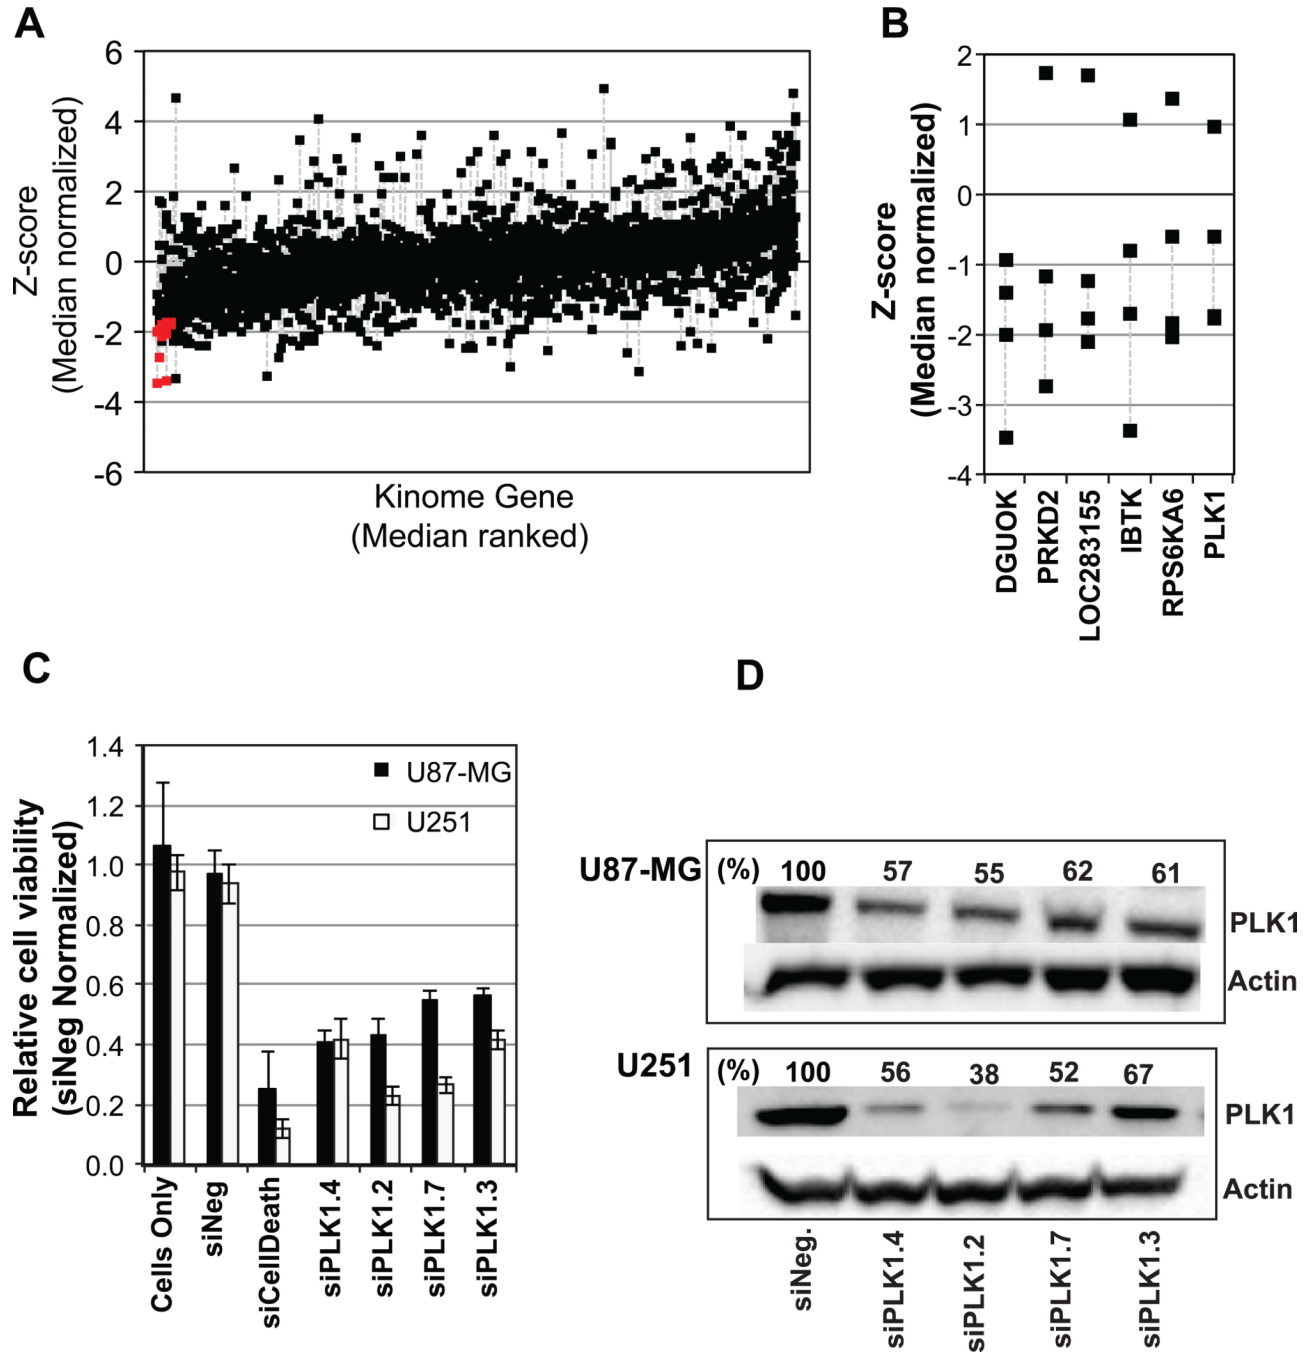 A
6
4
2
0
-2
-4
-6
Z-score
(Median normalized)
Kinome Gene
(Median ranked)
B
2
1
0
-1
-2
-3
-4
Z-score
(Median normalized)
DGUOK
PRKD2
LOC283155
IBTK
RPS6KA6
PLK1
C
1.4
1.2
1.0
0.8
0.6
0.4
0.2
0.0
Relative cell viability
(siNeg Normalized)
U87-MG
U251
Cells Only
siNeg
siCellDeath
siPLK1.4
siPLK1.2
siPLK1.7
siPLK1.3
D
U87-MG (%) 100 57 55 62 61
PLK1
Actin
U251 (%) 100 56 38 52 67
PLK1
Actin
siNeg.
siPLK1.4
siPLK1.2
siPLK1.7
siPLK1.3